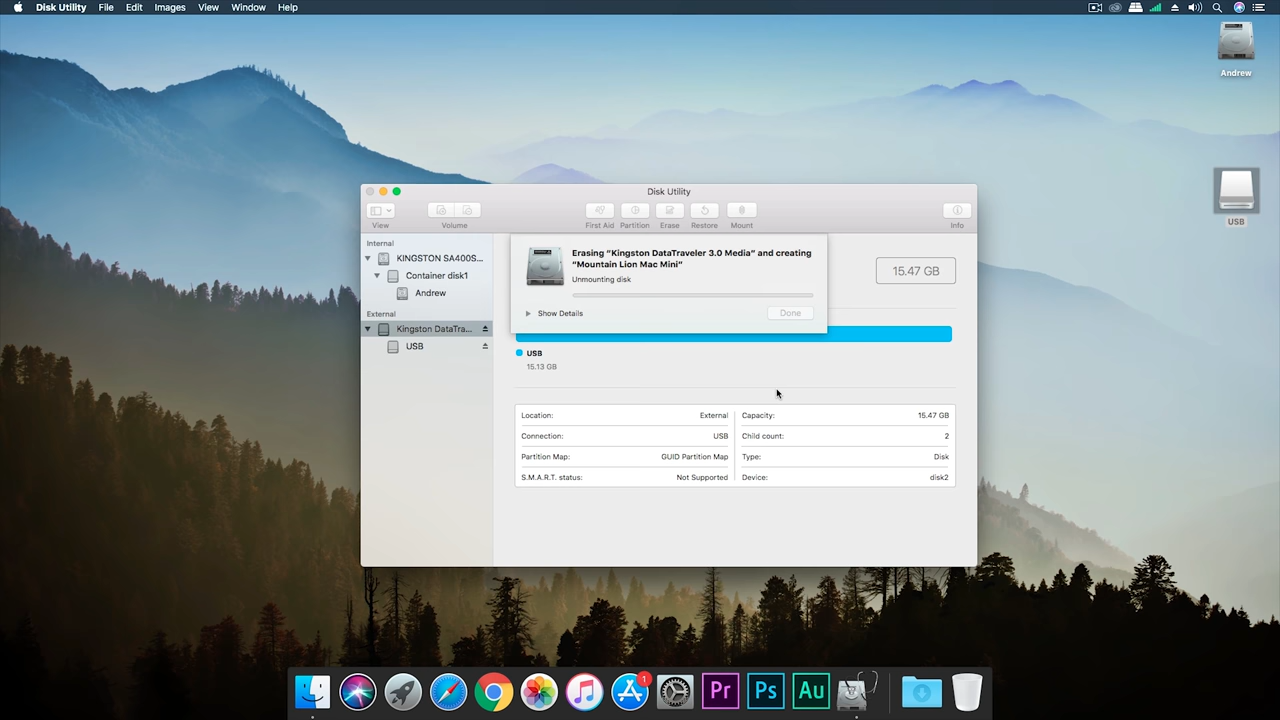 Disk Utility File Edit Images View Window Help
Andrew
USB
Disk Utility
View Volume First Aid Partition Erase Restore Mount Info
Internal
KINGSTON SA400S...
Container disk1
Andrew
External
Kingston DataTra...
USB
Erasing “Kingston DataTraveler 3.0 Media” and creating
“Mountain Lion Mac Mini”
Unmounting disk
Show Details Done
15.47 GB
USB
15.13 GB
Location: External Capacity: 15.47 GB
Connection: USB Child count: 2
Partition Map: GUID Partition Map Type: Disk
S.M.A.R.T. status: Not Supported Device: disk2
1
Pr Ps Au